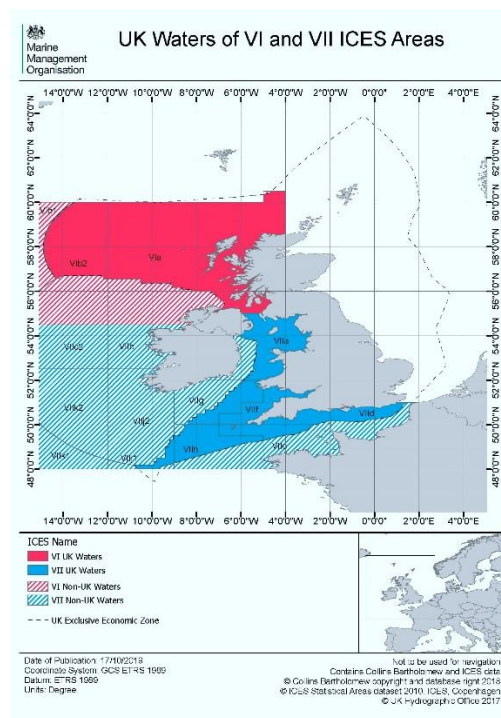 Marine
Management
Organisation
UK Waters of VI and VII ICES Areas
14°0'0"W 12°0'0"W 10°0'0"W 8°0'0"W 6°0'0"W 4°0'0"W 2°0'0"W 0°0'0" 2°0'0"E 4°0'0"E
64°0'0"N
62°0'0"N
60°0'0"N
58°0'0"N
56°0'0"N
54°0'0"N
52°0'0"N
50°0'0"N
48°0'0"N
VIb2
VIa
VIIa
VIIg
VIIf
VIIk2
VIIj2
VIId
VIIh
14°0'0"W 12°0'0"W 10°0'0"W 8°0'0"W 6°0'0"W 4°0'0"W 2°0'0"W 0°0'0" 2°0'0"E 4°0'0"E
ICES Name
VI UK Waters
VII UK Waters
VI Non-UK Waters
VII Non-UK Waters
UK Exclusive Economic Zone
Date of Publication: 17/10/2019
Coordinate System: GCS ETRS 1989
Datum: ETRS 1989
Units: Degree
Not to be used for navigation
Contains Collins Bartholomew and ICES data
© Collins Bartholomew copyright and database right 2018
© ICES Statistical Areas dataset 2010, ICES, Copenhagen
© UK Hydrographic Office 2017